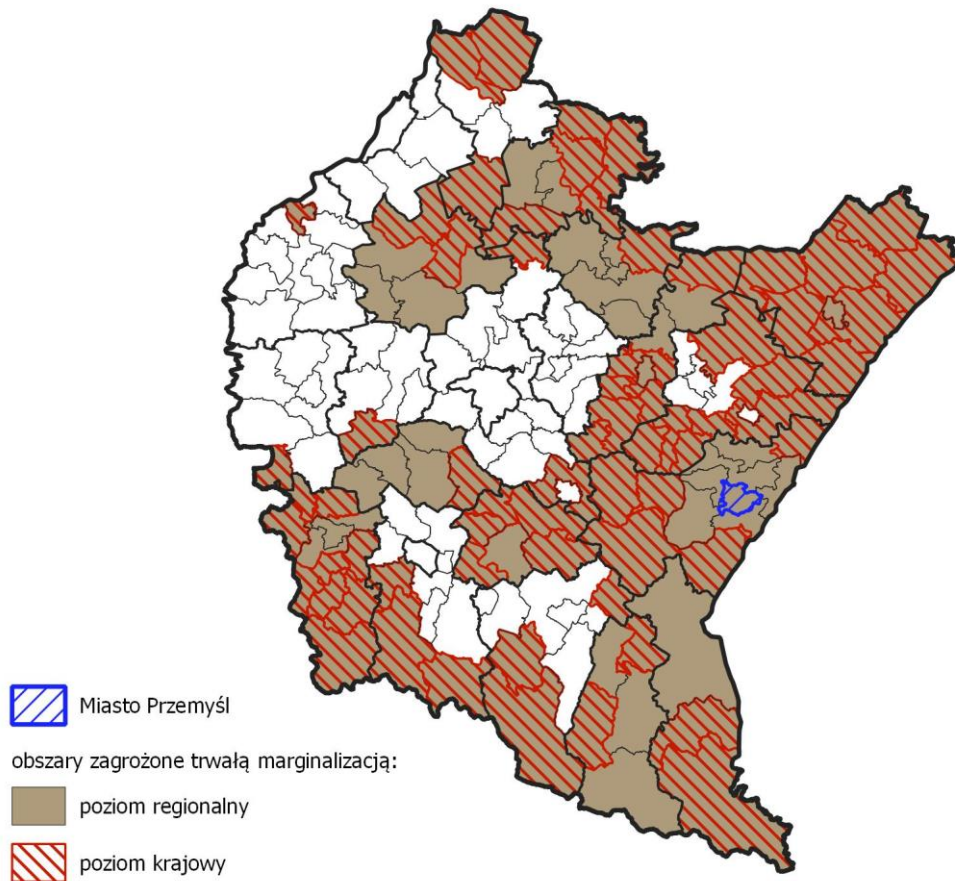 Miasto Przemyśl
obszary zagrożone trwałą marginalizacją:
poziom regionalny
poziom krajowy